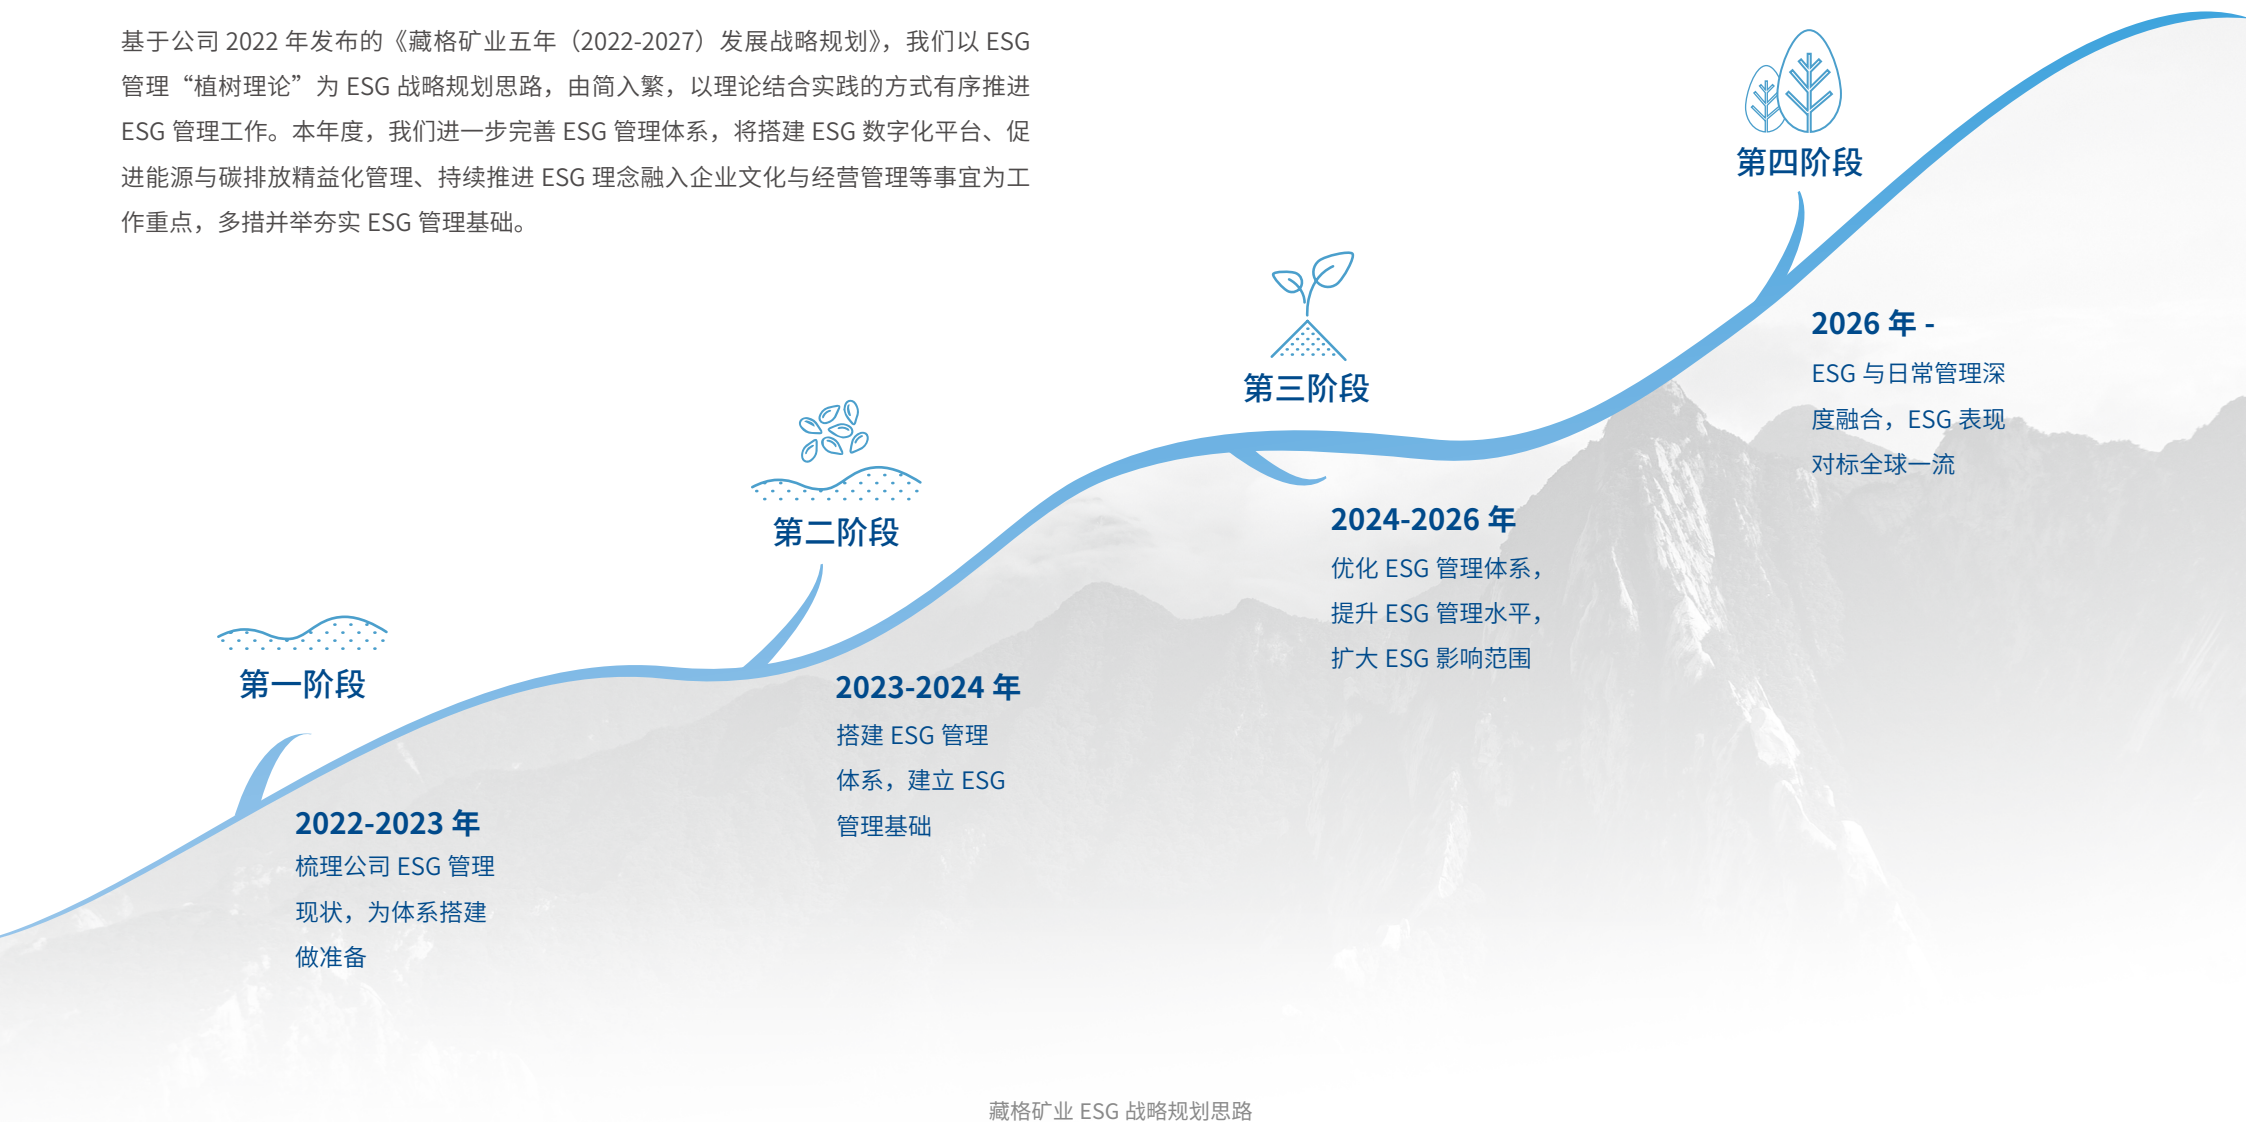 基于公司 2022 年发布的《藏格矿业五年（2022-2027）发展战略规划》，我们以 ESG
管理“植树理论”为 ESG 战略规划思路，由简入繁，以理论结合实践的方式有序推进
ESG 管理工作。本年度，我们进一步完善 ESG 管理体系，将搭建 ESG 数字化平台、促
进能源与碳排放精益化管理、持续推进 ESG 理念融入企业文化与经营管理等事宜为工
作重点，多措并举夯实 ESG 管理基础。
第一阶段
2022-2023 年
梳理公司 ESG 管理
现状，为体系搭建
做准备
第二阶段
2023-2024 年
搭建 ESG 管理
体系，建立 ESG
管理基础
第三阶段
2024-2026 年
优化 ESG 管理体系，
提升 ESG 管理水平，
扩大 ESG 影响范围
第四阶段
2026 年 -
ESG 与日常管理深
度融合，ESG 表现
对标全球一流
藏格矿业 ESG 战略规划思路